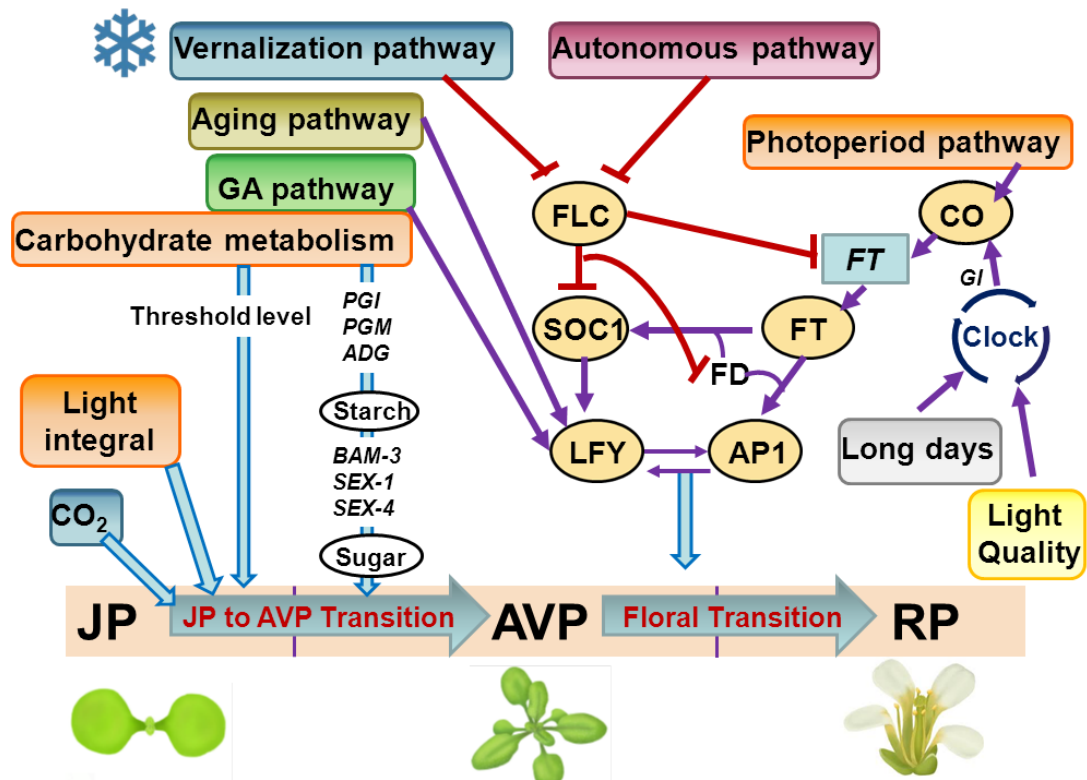 Vernalization pathway
Autonomous pathway
Aging pathway
Photoperiod pathway
GA pathway
FLC
CO
Carbohydrate metabolism
FT
GI
Threshold level
PGI
PGM
ADG
SOC1
FT
Clock
FD
Light
integral
Starch
LFY
AP1
Long days
BAM-3
SEX-1
SEX-4
CO2
Light
Quality
Sugar
JP
JP to AVP Transition
AVP
Floral Transition
RP